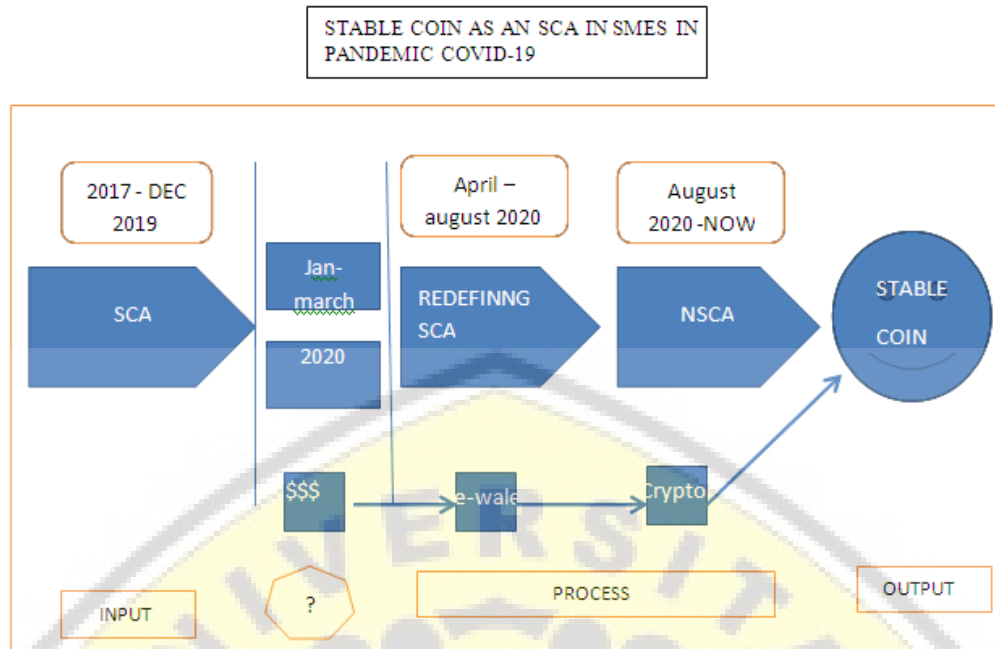 STABLE COIN AS AN SCA IN SMES IN
PANDEMIC COVID-19
2017 - DEC
2019
April –
august 2020
August
2020 -NOW
Jan-
march
2020
SCA
REDEFINNG
SCA
NSCA
STABLE
COIN
$$$
e-wale
Crypto
INPUT
?
PROCESS
OUTPUT
IVERSIT